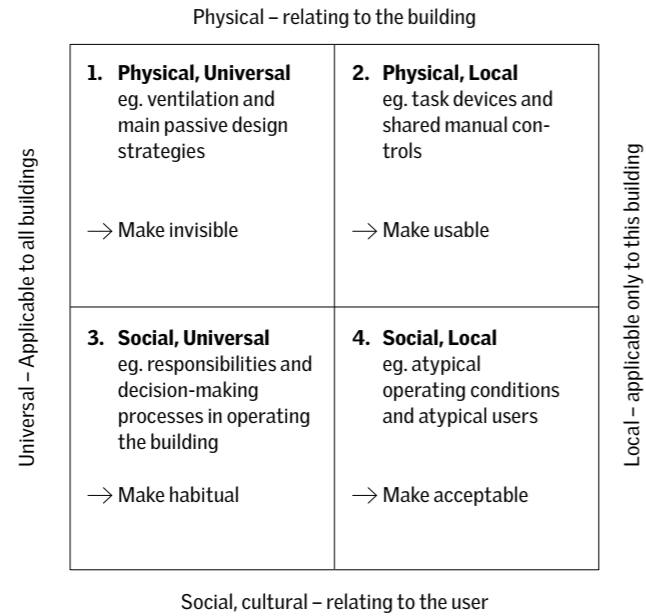 Physical – relating to the building
Universal – Applicable to all buildings
1. Physical, Universal
eg. ventilation and
main passive design
strategies
→ Make invisible
2. Physical, Local
eg. task devices and
shared manual con-
trols
→ Make usable
3. Social, Universal
eg. responsibilities and
decision-making
processes in operating
the building
→ Make habitual
4. Social, Local
eg. atypical
operating conditions
and atypical users
→ Make acceptable
Local – applicable only to this building
Social, cultural – relating to the user